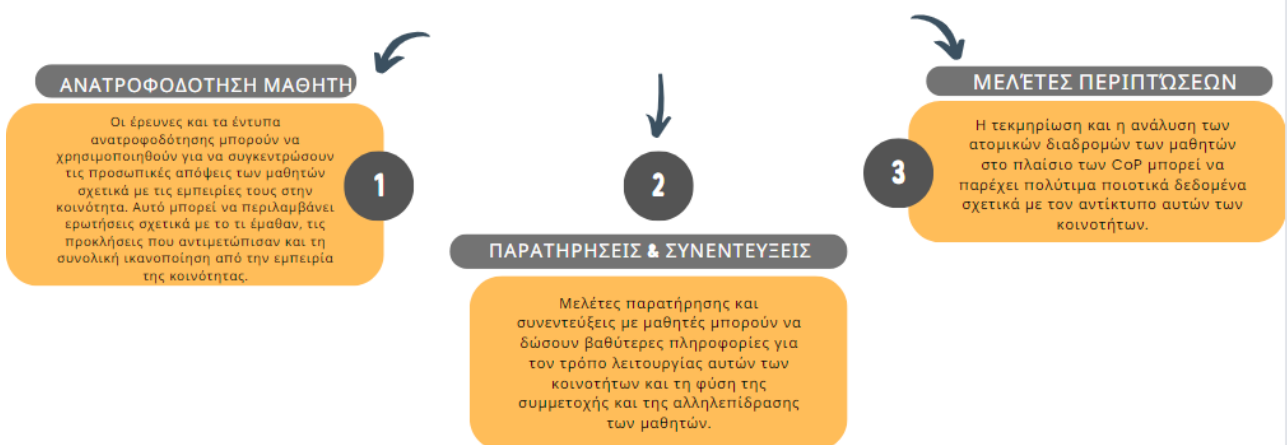 ΑΝΑΤΡΟΦΟΔΟΤΗΣΗ ΜΑΘΗΤΗ
Οι έρευνες και τα έντυπα
ανατροφοδότησης μπορούν να
χρησιμοποιηθούν για να συγκεντρώσουν
τις προσωπικές απόψεις των μαθητών
σχετικά με τις εμπειρίες τους στην
κοινότητα. Αυτό μπορεί να περιλαμβάνει
ερωτήσεις σχετικά με το τι έμαθαν, τις
προκλήσεις που αντιμετώπισαν και τη
συνολική ικανοποίηση από την εμπειρία
της κοινότητας.
1
2
ΠΑΡΑΤΗΡΗΣΕΙΣ & ΣΥΝΕΝΤΕΥΞΕΙΣ
Μελέτες παρατήρησης και
συνεντεύξεις με μαθητές μπορούν να
δώσουν βαθύτερες πληροφορίες για
τον τρόπο λειτουργίας αυτών των
κοινοτήτων και τη φύση της
συμμετοχής και της αλληλεπίδρασης
των μαθητών.
3
ΜΕΛΈΤΕΣ ΠΕΡΙΠΤΏΣΕΩΝ
Η τεκμηρίωση και η ανάλυση των
ατομικών διαδρομών των μαθητών
στο πλαίσιο των CoP μπορεί να
παρέχει πολύτιμα ποιοτικά δεδομένα
σχετικά με τον αντίκτυπο αυτών των
κοινοτήτων.